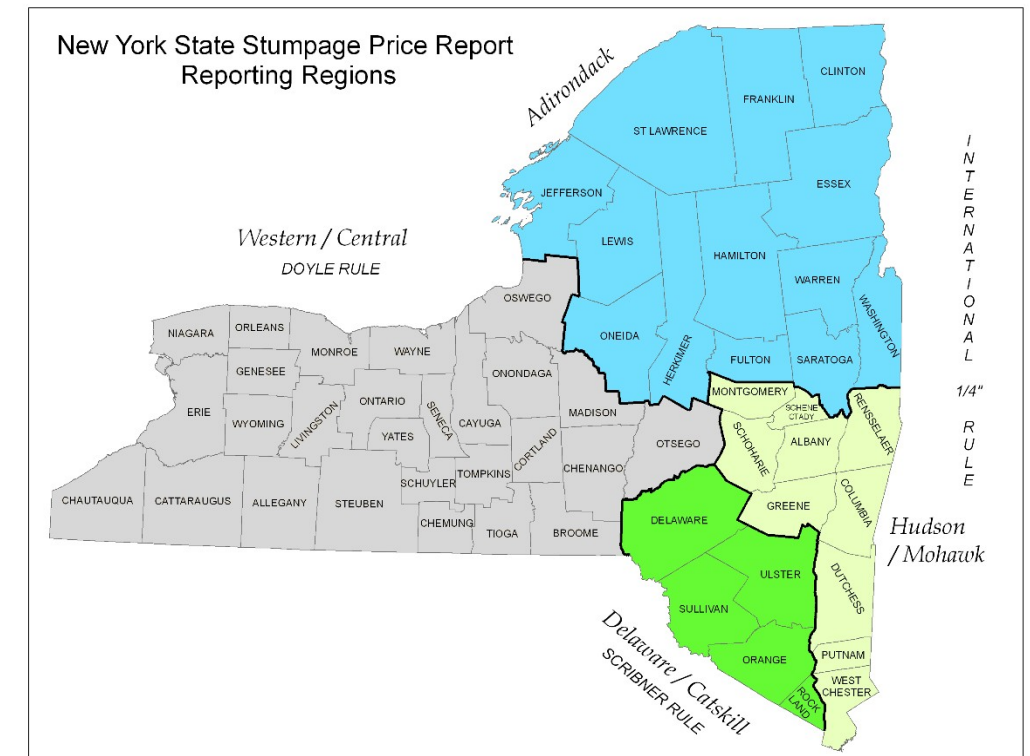 New York State Stumpage Price Report
Reporting Regions
Adirondack
CLINTON
FRANKLIN
ST LAWRENCE
ESSEX
JEFFERSON
LEWIS
HAMILTON
WARREN
WASHINGTON
ONEIDA
HERKIMER
FULTON
SARATOGA
INTERNATIONAL
1/4"
RULE
Western / Central
DOYLE RULE
OSWEGO
NIAGARA
ORLEANS
MONROE
WAYNE
GENESEE
ONONDAGA
ERIE
WYOMING
LIVINGSTON
ONTARIO
SENECA
CAYUGA
MADISON
YATES
CORTLAND
OTSEGO
CHENANGO
TOMPKINS
SCHUYLER
CHAUTAUQUA
CATTARAUGUS
ALLEGANY
STEUBEN
CHEMUNG
TIOGA
BROOME
MONTGOMERY
SCHENE
CTADY
RENSSELAER
SCHOHARIE
ALBANY
GREENE
COLUMBIA
Hudson
/ Mohawk
DUTCHESS
PUTNAM
WEST
CHESTER
DELAWARE
ULSTER
SULLIVAN
ORANGE
ROCK
LAND
Delaware / Catskill
SCRIBNER RULE